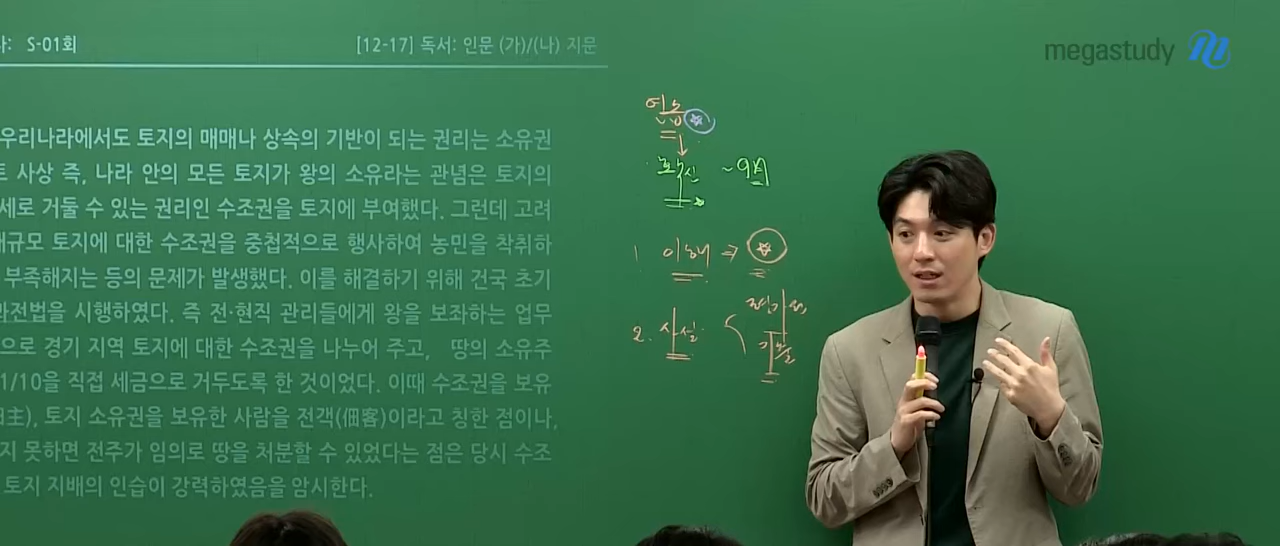 S-01회
[12-17] 독서: 인문 (가)/(나) 지문
megastudy
우리나라에서도 토지의 매매나 상속의 기반이 되는 권리는 소유권
사상 즉, 나라 안의 모든 토지가 왕의 소유라는 관념은 토지의
세로 거둘 수 있는 권리인 수조권을 토지에 부여했다. 그런데 고려
대규모 토지에 대한 수조권을 중첩적으로 행사하여 농민을 착취하
부족해지는 등의 문제가 발생했다. 이를 해결하기 위해 건국 초기
과전법을 시행하였다. 즉 전·현직 관리들에게 왕을 보좌하는 업무
으로 경기 지역 토지에 대한 수조권을 나누어 주고, 땅의 소유주
1/10을 직접 세금으로 거두도록 한 것이었다. 이때 수조권을 보유
主), 토지 소유권을 보유한 사람을 전객(佃客)이라고 칭한 점이나,
지 못하면 전주가 임의로 땅을 처분할 수 있었다는 점은 당시 수조
토지 지배의 인습이 강력하였음을 암시한다.
~9월
1. 이해 ⇒ ☆
2. 사설
기술